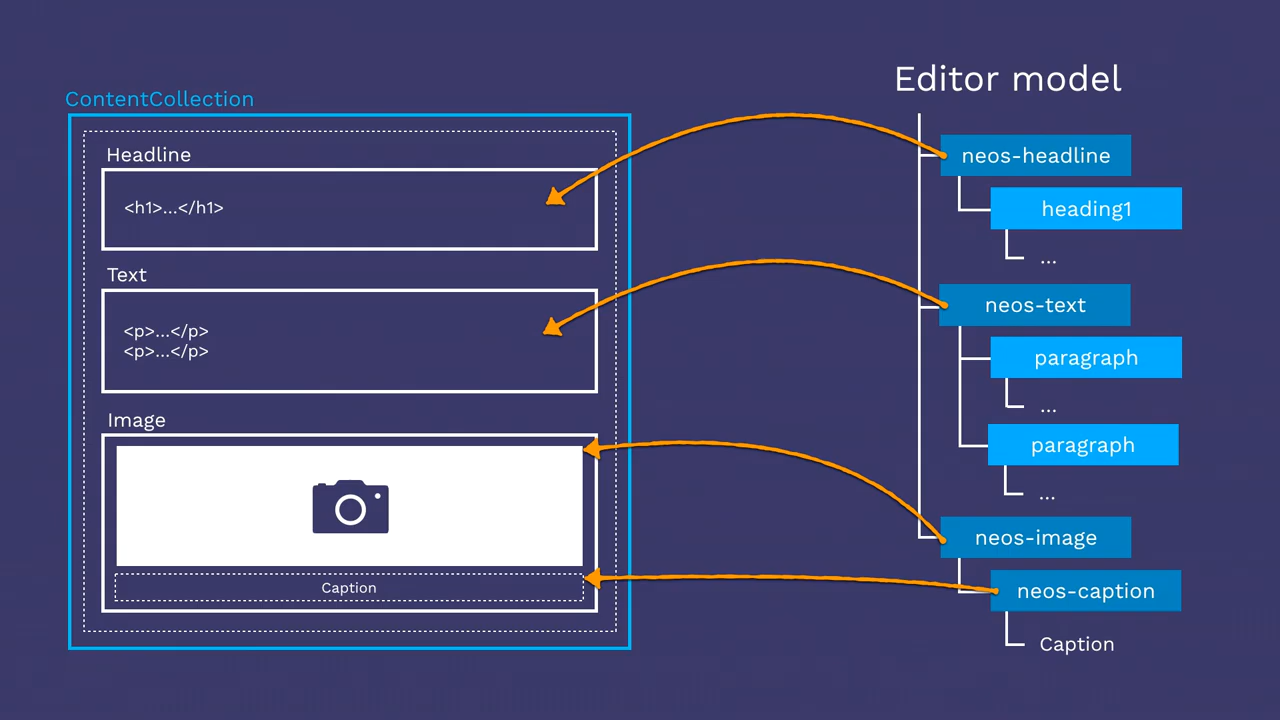 ContentCollection
Headline
<h1>...</h1>
Text
<p>...</p>
<p>...</p>
Image
Caption
Editor model
neos-headline
heading1
...
neos-text
paragraph
...
paragraph
...
neos-image
neos-caption
Caption